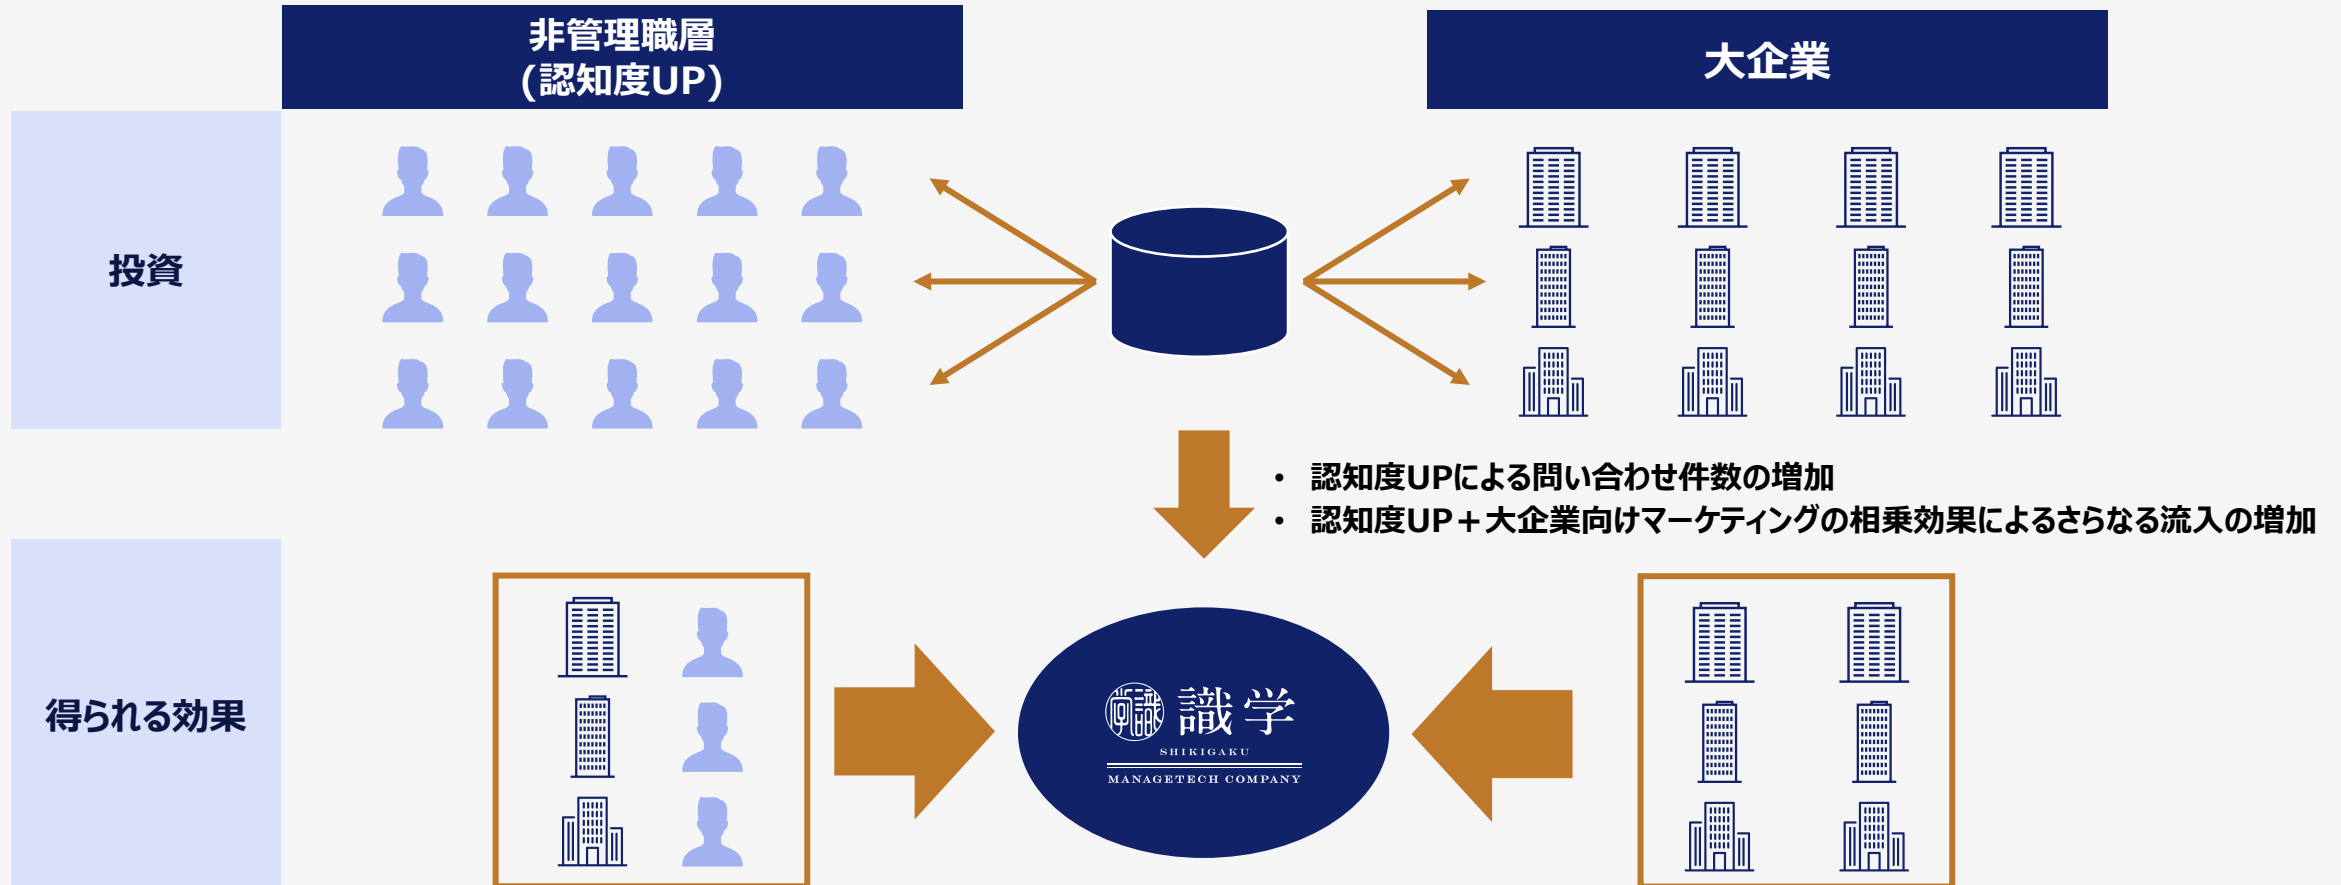 非管理職層
(認知度UP)
大企業
投資
• 認知度UPによる問い合わせ件数の増加
• 認知度UP＋大企業向けマーケティングの相乗効果によるさらなる流入の増加
得られる効果
識学
SHIKIGAKU
MANAGETECH COMPANY